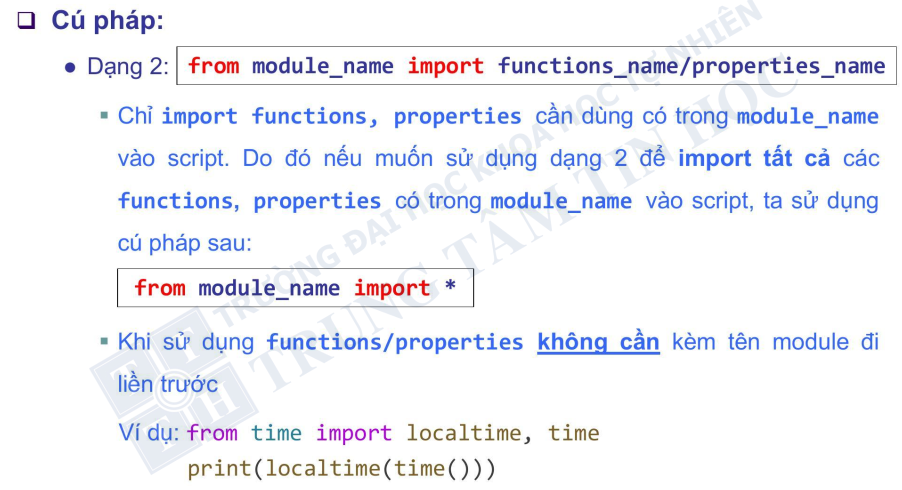 Cú pháp:
Dạng 2: from module_name import functions_name/properties_name
Chỉ import functions, properties cần dùng có trong module_name
vào script. Do đó nếu muốn sử dụng dạng 2 để import tất cả các
functions, properties có trong module_name vào script, ta sử dụng
cú pháp sau:
from module_name import *
Khi sử dụng functions/properties không cần kèm tên module đi
liền trước
Ví dụ: from time import localtime, time
print(localtime(time()))
TRƯỜNG ĐẠI HỌC KHOA HỌC TỰ NHIÊN
TRUNG TÂM TIN HỌC